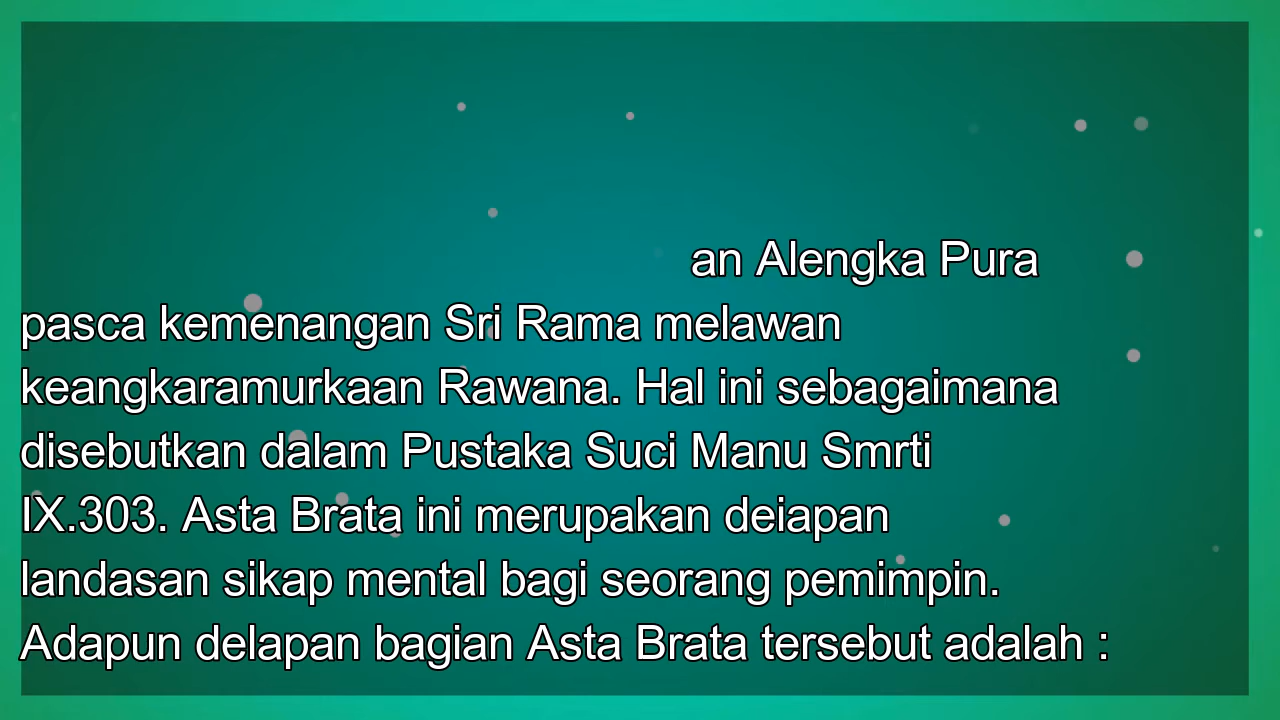 an Alengka Pura
pasca kemenangan Sri Rama melawan
keangkaramurkaan Rawana. Hal ini sebagaimana
disebutkan dalam Pustaka Suci Manu Smrti
IX.303. Asta Brata ini merupakan deiapan
landasan sikap mental bagi seorang pemimpin.
Adapun delapan bagian Asta Brata tersebut adalah :